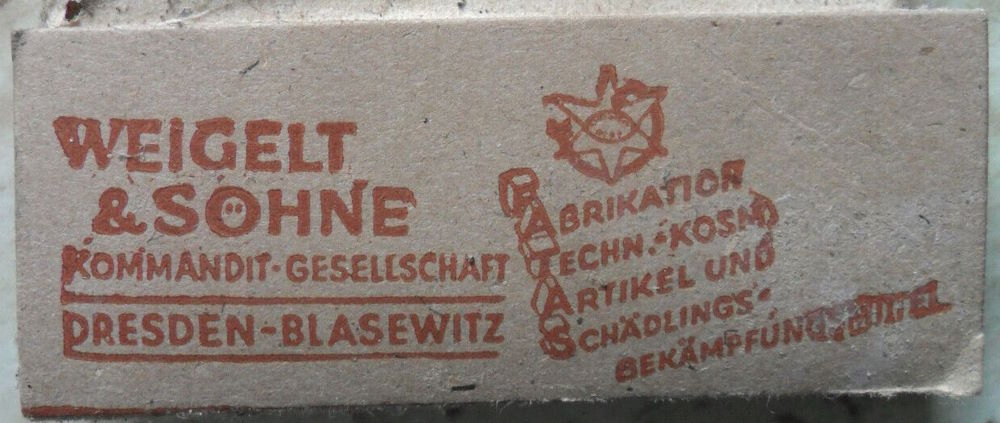 WEIGELT
& SÖHNE
KOMMANDIT-GESELLSCHAFT
DRESDEN-BLASEWITZ
FABRIKATION
TECHN.-KOSM.
ARTIKEL UND
SCHÄDLINGS-
BEKÄMPFUNGSMITTEL